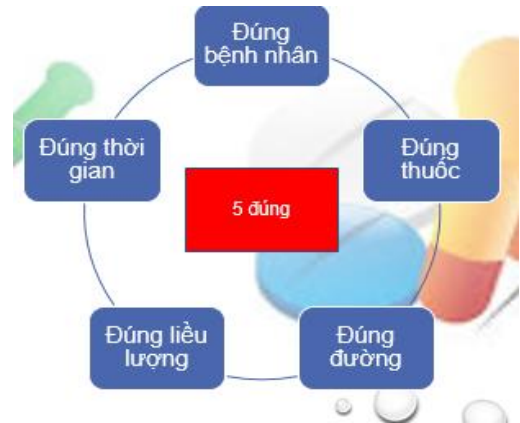 Đúng
bệnh nhân
Đúng
thuốc
Đúng
đường
Đúng liều
lượng
Đúng thời
gian
5 đúng